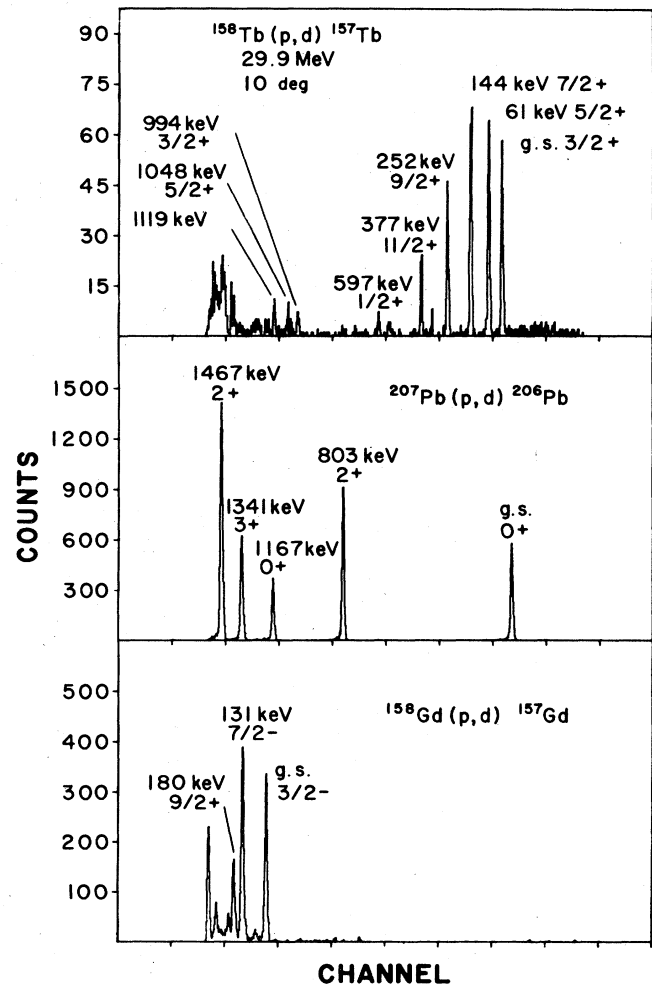 90
75
60
45
30
15
¹⁵⁸Tb (p,d) ¹⁵⁷Tb
29.9 MeV
10 deg
994 keV
3/2+
1048 keV
5/2+
1119 keV
597 keV
1/2+
377 keV
11/2+
252 keV
9/2+
144 keV 7/2+
61 keV 5/2+
g.s. 3/2+
COUNTS
1500
1200
900
600
300
²⁰⁷Pb (p,d) ²⁰⁶Pb
1467 keV
2+
1341 keV
3+
1167 keV
0+
803 keV
2+
g.s.
0+
500
400
300
200
100
¹⁵⁸Gd (p,d) ¹⁵⁷Gd
131 keV
7/2-
180 keV
9/2+
g.s.
3/2-
CHANNEL